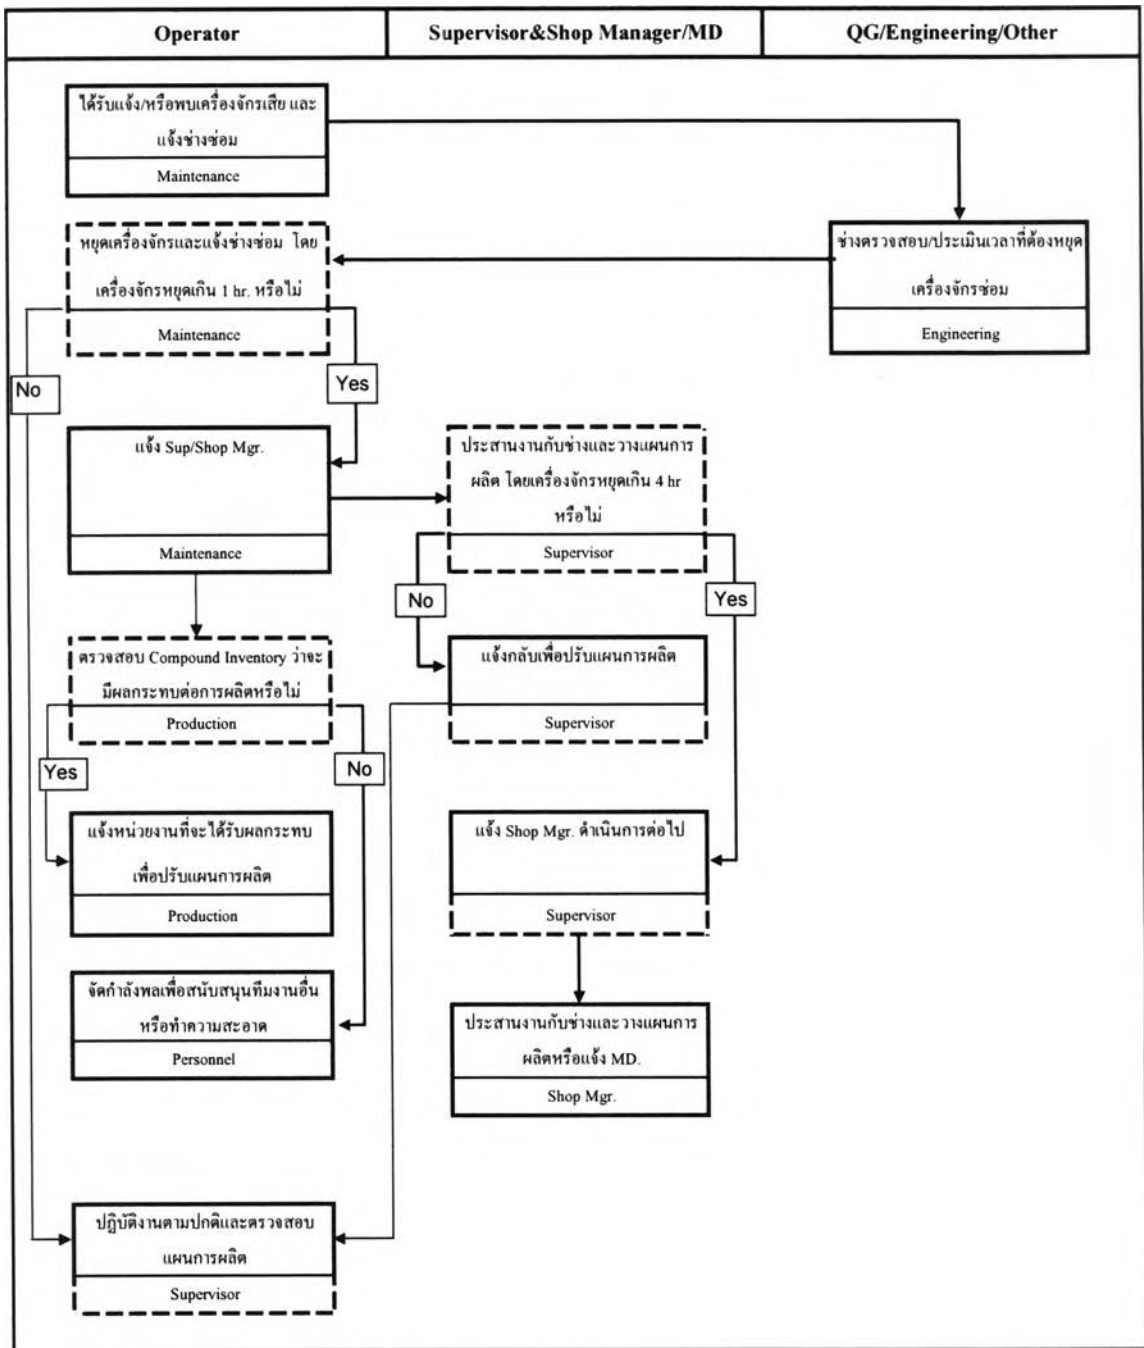 Operator
Supervisor&Shop Manager/MD
QG/Engineering/Other
ได้รับแจ้ง/หรือพบเครื่องจักรเสีย และ
แจ้งช่างซ่อม
Maintenance
หยุดเครื่องจักรและแจ้งช่างซ่อม โดย
เครื่องจักรหยุดเกิน 1 hr. หรือไม่
Maintenance
ช่างตรวจสอบ/ประเมินเวลาที่ต้องหยุด
เครื่องจักรซ่อม
Engineering
No
Yes
แจ้ง Sup/Shop Mgr.
Maintenance
ประสานงานกับช่างและวางแผนการ
ผลิต โดยเครื่องจักรหยุดเกิน 4 hr
หรือไม่
Supervisor
No
Yes
ตรวจสอบ Compound Inventory ว่าจะ
มีผลกระทบต่อการผลิตหรือไม่
Production
แจ้งกลับเพื่อปรับแผนการผลิต
Supervisor
Yes
No
แจ้งหน่วยงานที่จะได้รับผลกระทบ
เพื่อปรับแผนการผลิต
Production
แจ้ง Shop Mgr. ดำเนินการต่อไป
Supervisor
จัดกำลังพลเพื่อสนับสนุนทีมงานอื่น
หรือทำความสะอาด
Personnel
ประสานงานกับช่างและวางแผนการ
ผลิตหรือแจ้ง MD.
Shop Mgr.
ปฏิบัติงานตามปกติและตรวจสอบ
แผนการผลิต
Supervisor